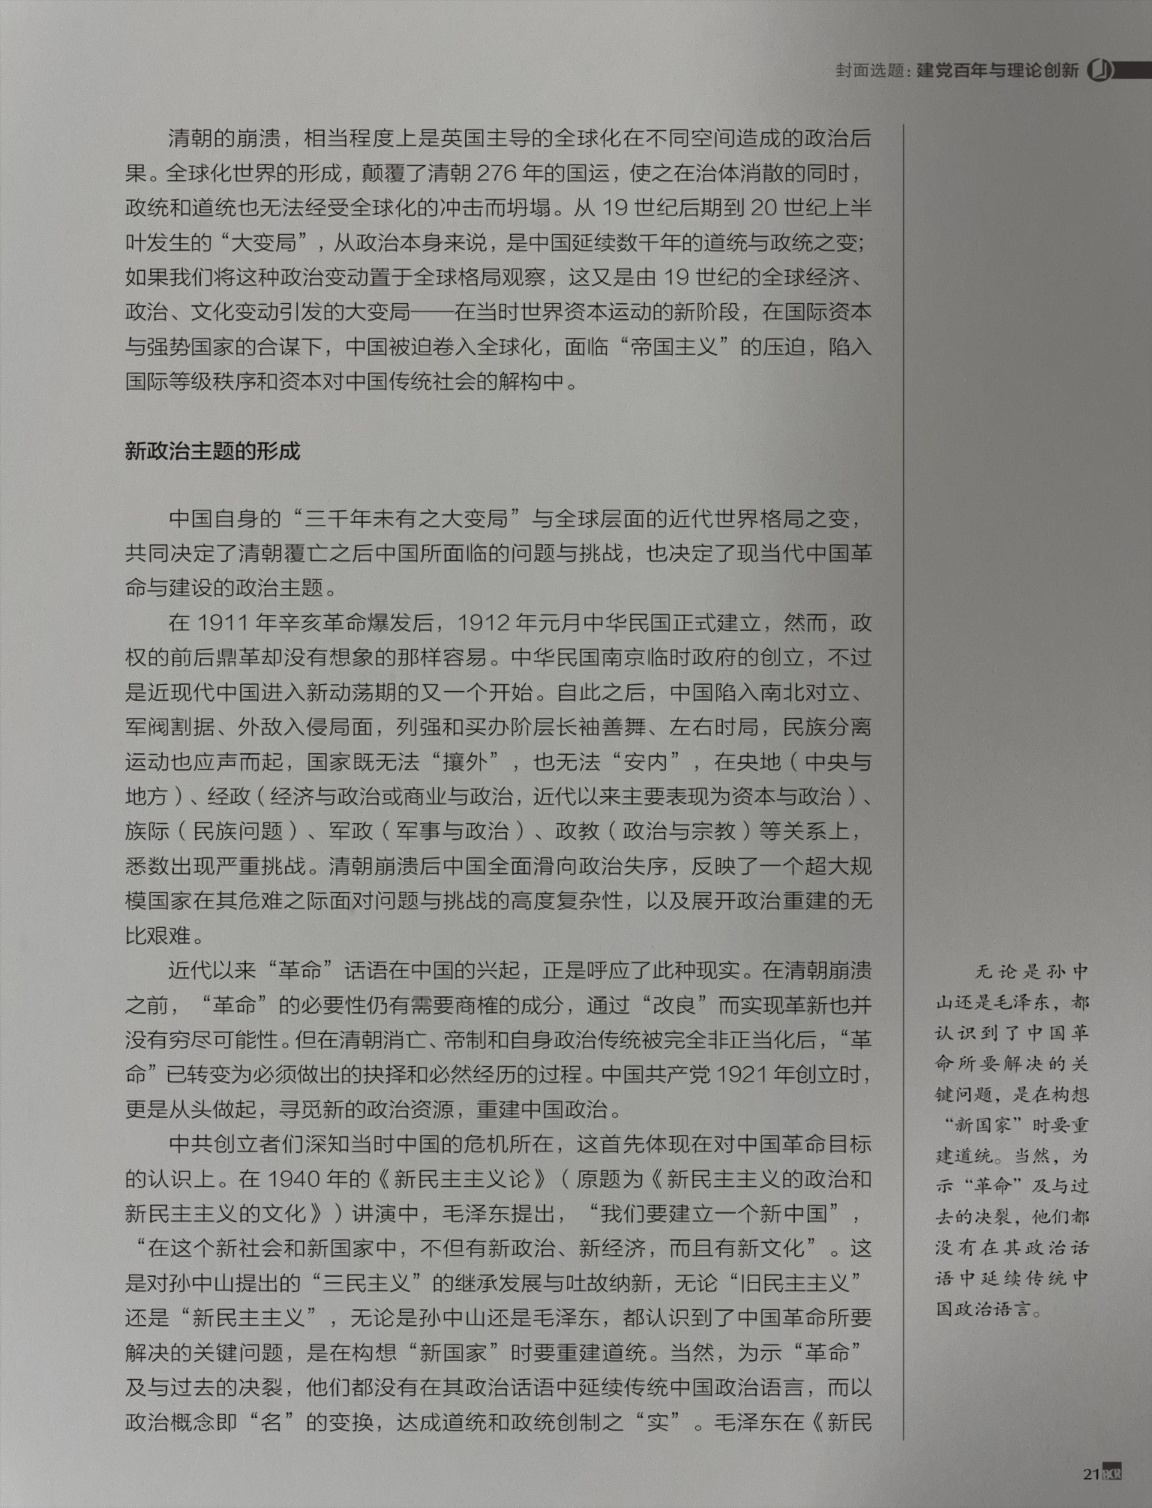 封面选题：建党百年与理论创新
清朝的崩溃，相当程度上是英国主导的全球化在不同空间造成的政治后
果。全球化世界的形成，颠覆了清朝 276 年的国运，使之在治体消散的同时，
政统和道统也无法经受全球化的冲击而坍塌。从 19 世纪后期到 20 世纪上半
叶发生的“大变局”，从政治本身来说，是中国延续数千年的道统与政统之变；
如果我们将这种政治变动置于全球格局观察，这又是由 19 世纪的全球经济、
政治、文化变动引发的大变局——在当时世界资本运动的新阶段，在国际资本
与强势国家的合谋下，中国被迫卷入全球化，面临“帝国主义”的压迫，陷入
国际等级秩序和资本对中国传统社会的解构中。
新政治主题的形成
中国自身的“三千年未有之大变局”与全球层面的近代世界格局之变，
共同决定了清朝覆亡之后中国所面临的问题与挑战，也决定了现当代中国革
命与建设的政治主题。
在 1911 年辛亥革命爆发后，1912 年元月中华民国正式建立，然而，政
权的前后鼎革却没有想象的那样容易。中华民国南京临时政府的创立，不过
是近现代中国进入新动荡期的又一个开始。自此之后，中国陷入南北对立、
军阀割据、外敌入侵局面，列强和买办阶层长袖善舞、左右时局，民族分离
运动也应声而起，国家既无法“攘外”，也无法“安内”，在央地（中央与
地方）、经政（经济与政治或商业与政治，近代以来主要表现为资本与政治）、
族际（民族问题）、军政（军事与政治）、政教（政治与宗教）等关系上，
悉数出现严重挑战。清朝崩溃后中国全面滑向政治失序，反映了一个超大规
模国家在其危难之际面对问题与挑战的高度复杂性，以及展开政治重建的无
比艰难。
近代以来“革命”话语在中国的兴起，正是呼应了此种现实。在清朝崩溃
之前，“革命”的必要性仍有需要商榷的成分，通过“改良”而实现革新也并
没有穷尽可能性。但在清朝消亡、帝制和自身政治传统被完全非正当化后，“革
命”已转变为必须做出的抉择和必然经历的过程。中国共产党 1921 年创立时，
更是从头做起，寻觅新的政治资源，重建中国政治。
中共创立者们深知当时中国的危机所在，这首先体现在对中国革命目标
的认识上。在 1940 年的《新民主主义论》（原题为《新民主主义的政治和
新民主主义的文化》）讲演中，毛泽东提出，“我们要建立一个新中国”，
“在这个新社会和新国家中，不但有新政治、新经济，而且有新文化”。这
是对孙中山提出的“三民主义”的继承发展与吐故纳新，无论“旧民主主义”
还是“新民主主义”，无论是孙中山还是毛泽东，都认识到了中国革命所要
解决的关键问题，是在构想“新国家”时要重建道统。当然，为示“革命”
及与过去的决裂，他们都没有在其政治话语中延续传统中国政治语言，而以
政治概念即“名”的变换，达成道统和政统创制之“实”。毛泽东在《新民
无论是孙中
山还是毛泽东，都
认识到了中国革
命所要解决的关
键问题，是在构想
“新国家”时要重
建道统。当然，为
示“革命”及与过
去的决裂，他们都
没有在其政治话
语中延续传统中
国政治语言。
21 BCR